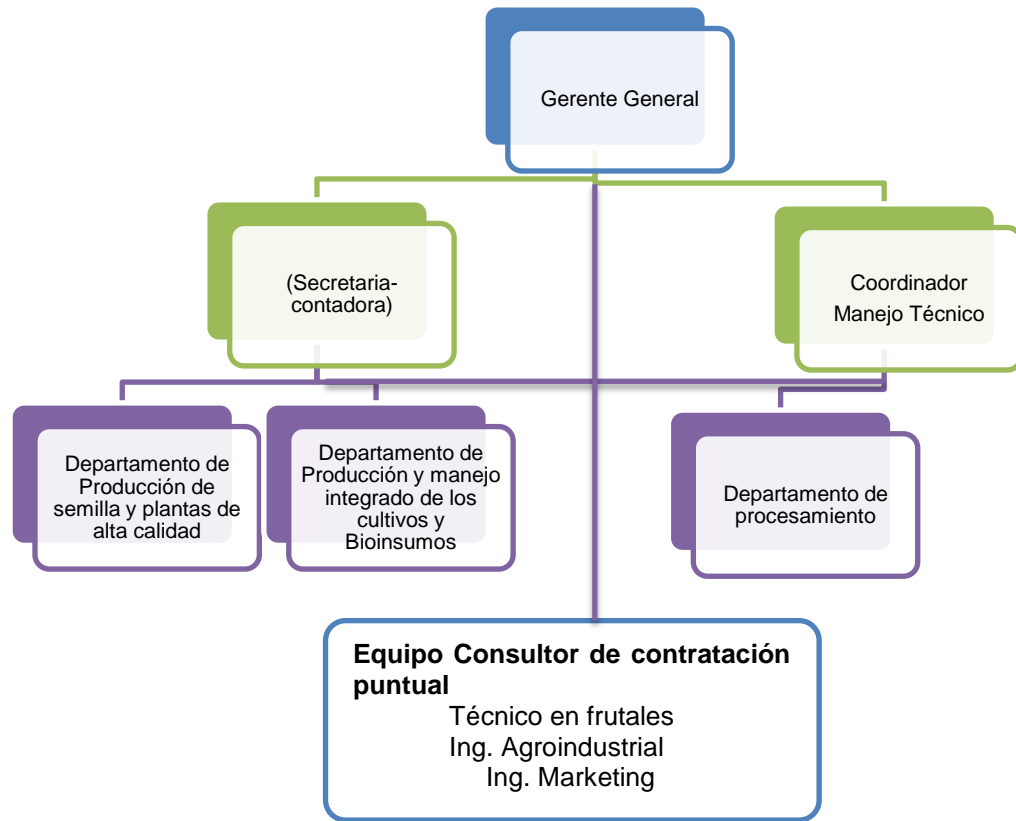 Gerente General
(Secretaria-
contadora)
Coordinador
Manejo Técnico
Departamento de
Producción de
semilla y plantas de
alta calidad
Departamento de
Producción y manejo
integrado de los
cultivos y
Bioinsumos
Departamento de
procesamiento
Equipo Consultor de contratación
puntual
Técnico en frutales
Ing. Agroindustrial
Ing. Marketing